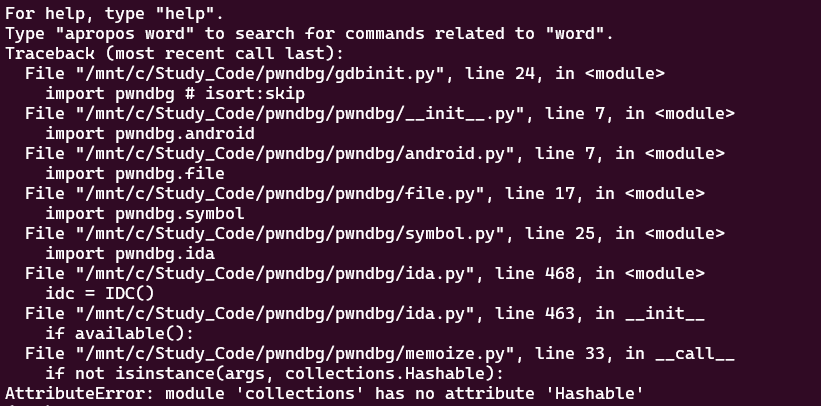 For help, type "help".
Type "apropos word" to search for commands related to "word".
Traceback (most recent call last):
  File "/mnt/c/Study_Code/pwndbg/gdbinit.py", line 24, in <module>
    import pwndbg # isort:skip
  File "/mnt/c/Study_Code/pwndbg/pwndbg/__init__.py", line 7, in <module>
    import pwndbg.android
  File "/mnt/c/Study_Code/pwndbg/pwndbg/android.py", line 7, in <module>
    import pwndbg.file
  File "/mnt/c/Study_Code/pwndbg/pwndbg/file.py", line 17, in <module>
    import pwndbg.symbol
  File "/mnt/c/Study_Code/pwndbg/pwndbg/symbol.py", line 25, in <module>
    import pwndbg.ida
  File "/mnt/c/Study_Code/pwndbg/pwndbg/ida.py", line 468, in <module>
    idc = IDC()
  File "/mnt/c/Study_Code/pwndbg/pwndbg/ida.py", line 463, in __init__
    if available():
  File "/mnt/c/Study_Code/pwndbg/pwndbg/memoize.py", line 33, in __call__
    if not isinstance(args, collections.Hashable):
AttributeError: module 'collections' has no attribute 'Hashable'